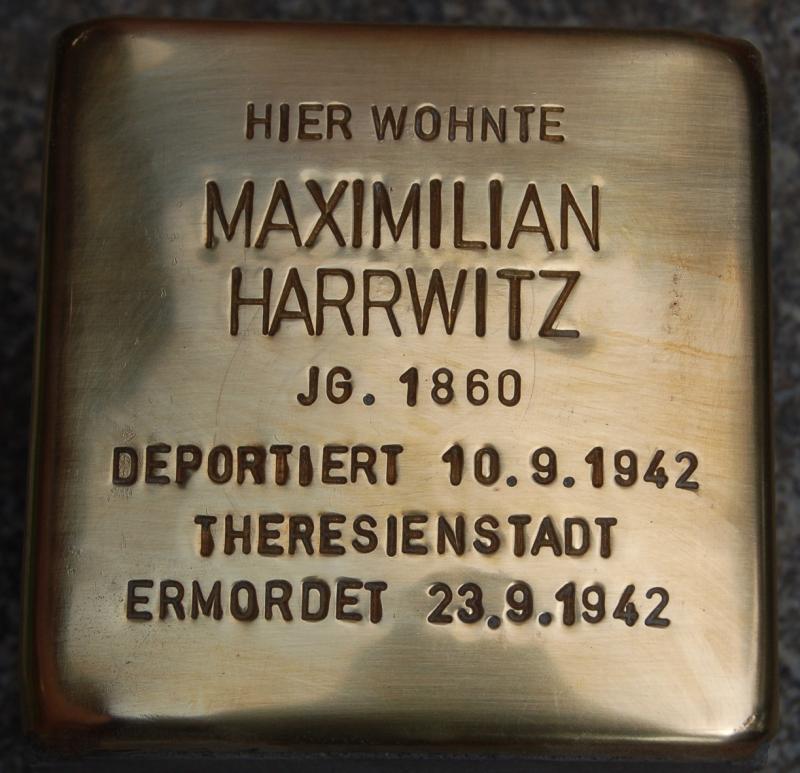 HIER WOHNTE
MAXIMILIAN
HARRWITZ
JG. 1860
DEPORTIERT 10.9.1942
THERESIENSTADT
ERMORDET 23.9.1942